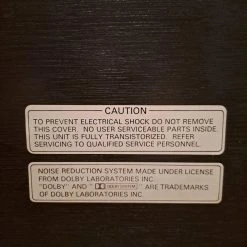 CAUTION
TO PREVENT ELECTRICAL SHOCK DO NOT REMOVE
THIS COVER. NO USER SERVICEABLE PARTS INSIDE.
THIS UNIT IS FULLY TRANSISTORIZED. REFER
SERVICING TO QUALIFIED SERVICE PERSONNEL.
NOISE REDUCTION SYSTEM MADE UNDER LICENSE
FROM DOLBY LABORATORIES INC.
"DOLBY" AND " DOLBY SYSTEM " ARE TRADEMARKS
OF DOLBY LABORATORIES INC.